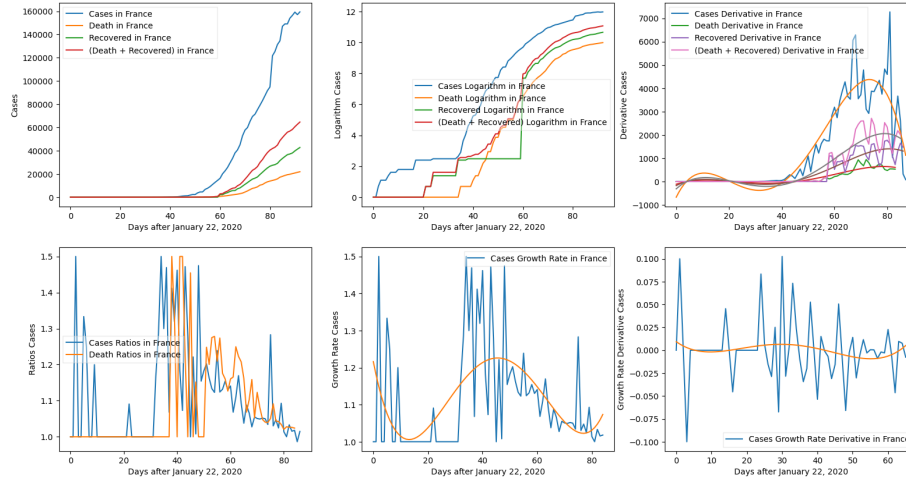 160000
140000
120000
100000
80000
60000
40000
20000
0
Cases
Cases in France
Death in France
Recovered in France
(Death + Recovered) in France
0 20 40 60 80
Days after January 22, 2020
12
10
8
6
4
2
0
Logarithm Cases
Cases Logarithm in France
Death Logarithm in France
Recovered Logarithm in France
(Death + Recovered) Logarithm in France
0 20 40 60 80
Days after January 22, 2020
7000
6000
5000
4000
3000
2000
1000
0
−1000
Derivative Cases
Cases Derivative in France
Death Derivative in France
Recovered Derivative in France
(Death + Recovered) Derivative in France
0 20 40 60 80
Days after January 22, 2020
1.5
1.4
1.3
1.2
1.1
1.0
Ratios Cases
Cases Ratios in France
Death Ratios in France
0 20 40 60 80
Days after January 22, 2020
1.5
1.4
1.3
1.2
1.1
1.0
Growth Rate Cases
Cases Growth Rate in France
0 10 20 30 40 50 60 70 80
Days after January 22, 2020
0.100
0.075
0.050
0.025
0.000
−0.025
−0.050
−0.075
−0.100
Growth Rate Derivative Cases
Cases Growth Rate Derivative in France
0 10 20 30 40 50 60
Days after January 22, 2020